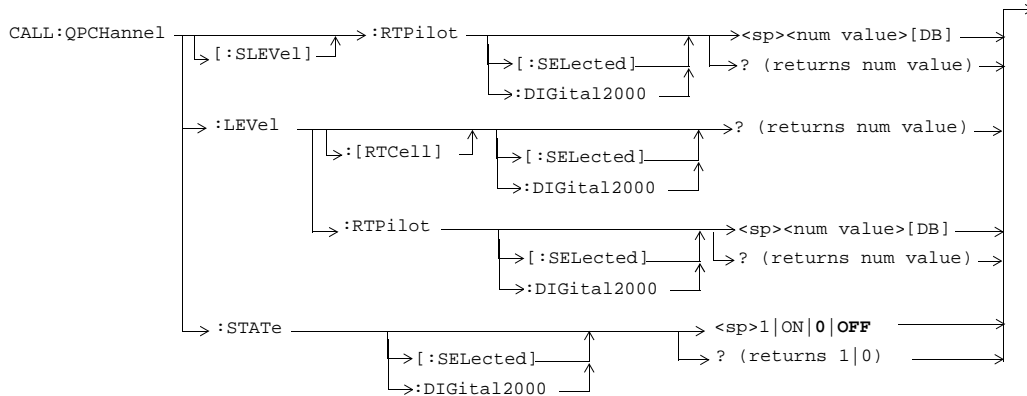 CALL:QPCHannel :RTPilot <sp><num value>[DB]
[:SLEVel] [:SELected] ? (returns num value)
:DIGital2000
:LEVel ? (returns num value)
:[RTCell] [:SELected]
:DIGital2000
:RTPilot <sp><num value>[DB]
[:SELected] ? (returns num value)
:DIGital2000
:STATe <sp>1|ON|0|OFF
[:SELected] ? (returns 1|0)
:DIGital2000